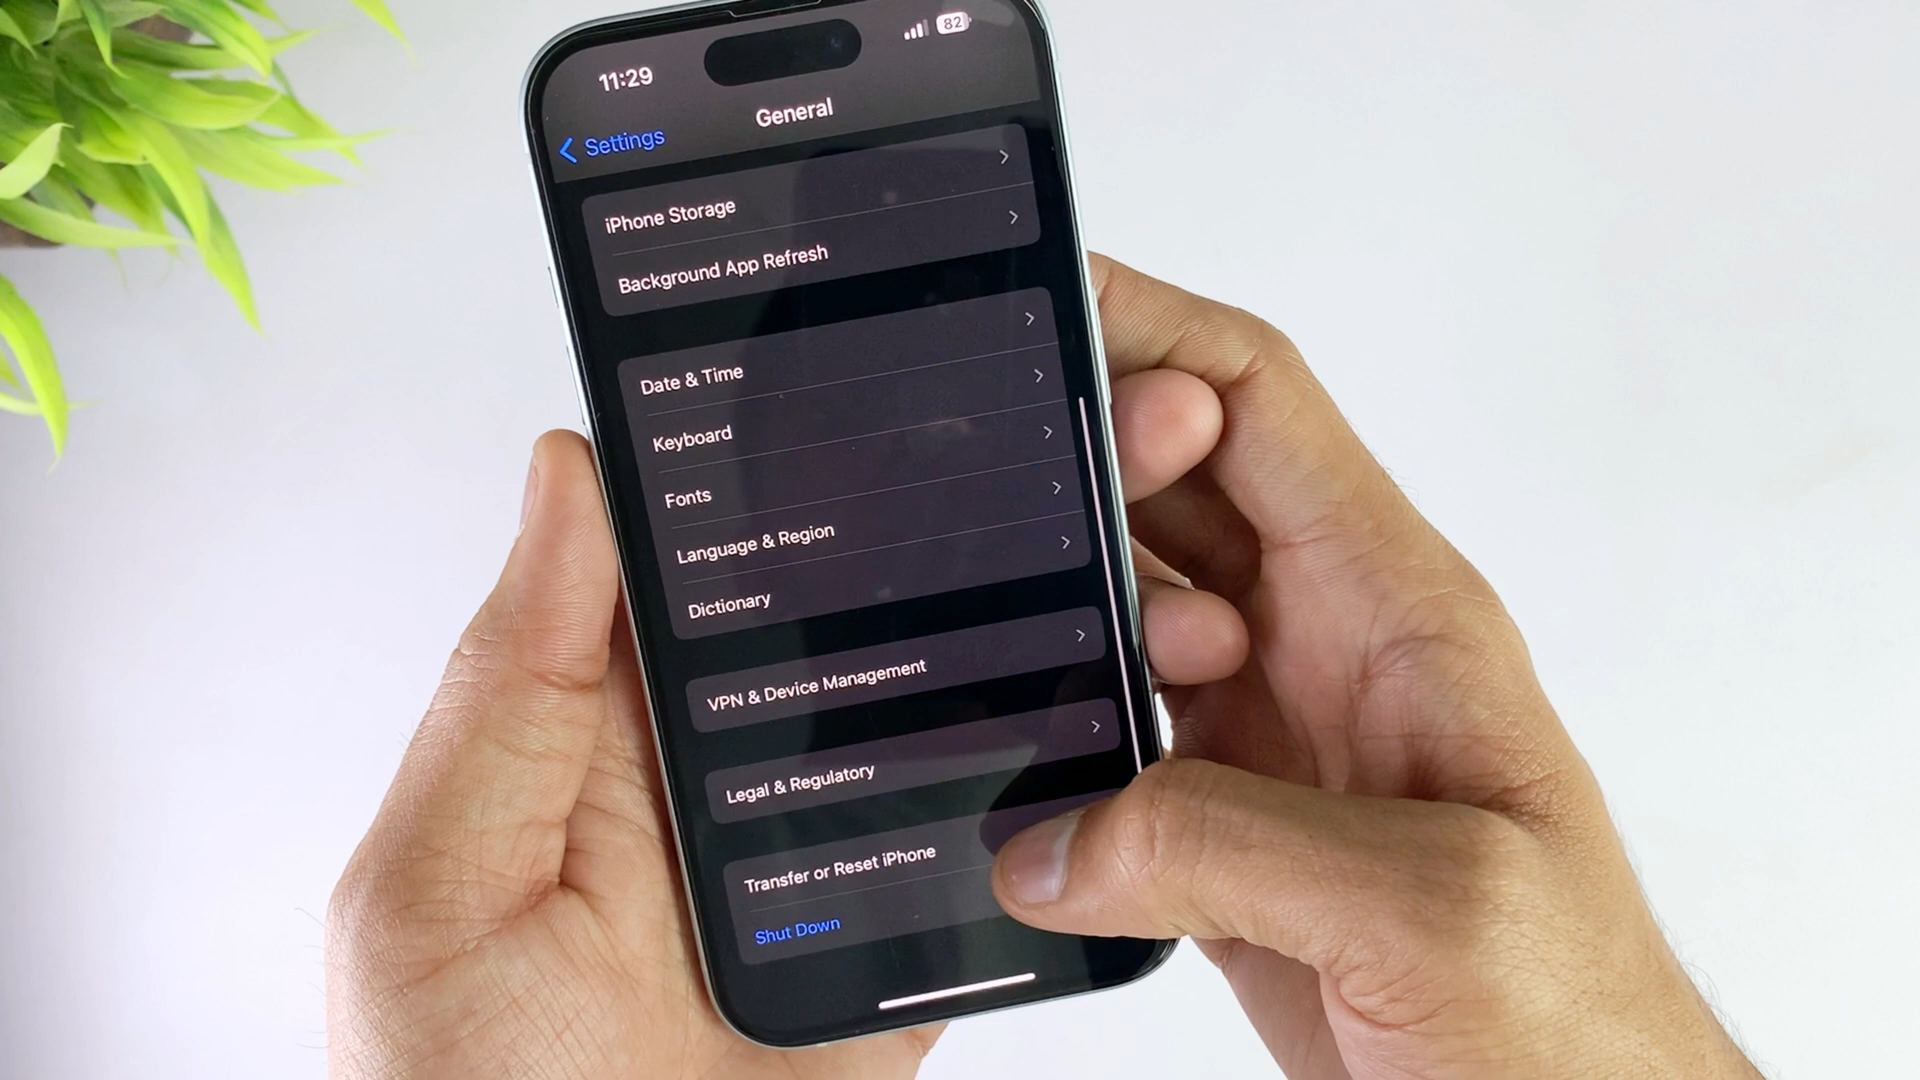 11:29
82
General
Settings
iPhone Storage
Background App Refresh
Date & Time
Keyboard
Fonts
Language & Region
Dictionary
VPN & Device Management
Legal & Regulatory
Transfer or Reset iPhone
Shut Down